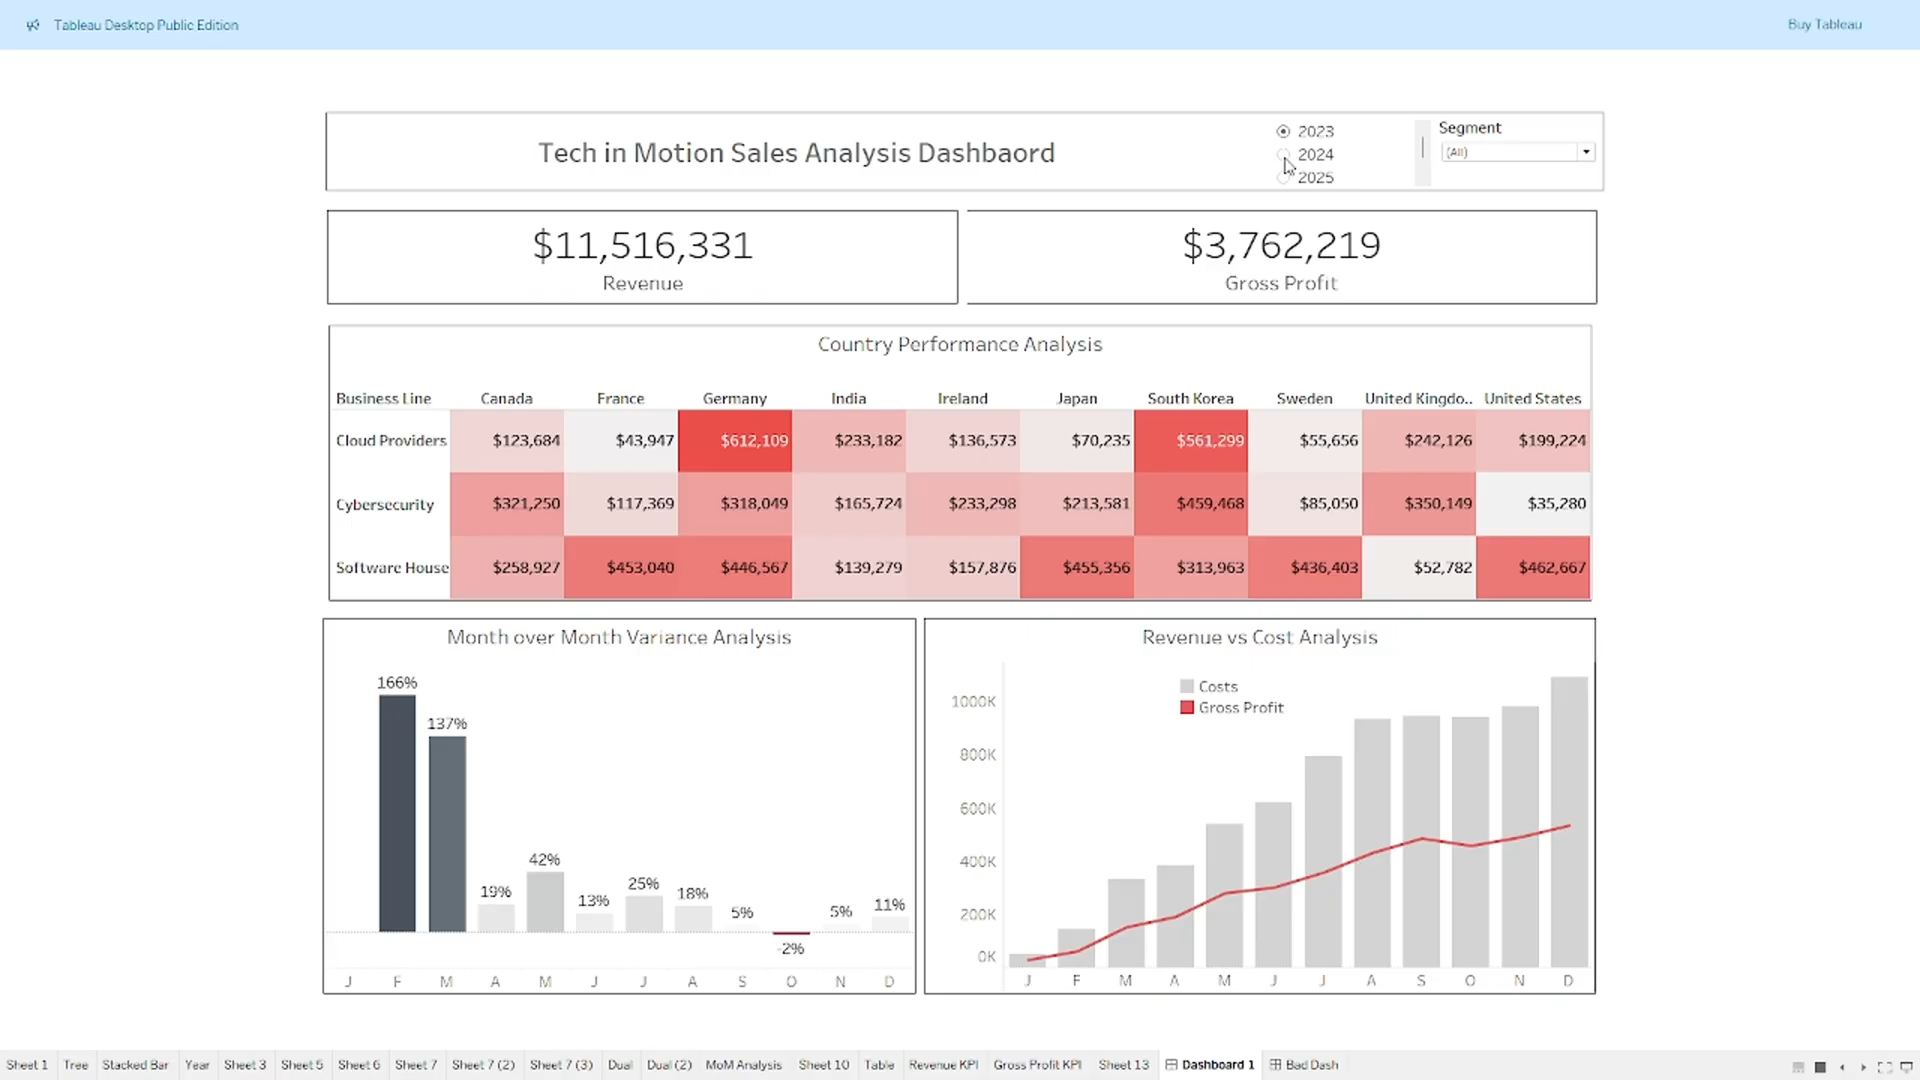 Tableau Desktop Public Edition
Buy Tableau
Tech in Motion Sales Analysis Dashbaord
2023
2024
2025
Segment
(All)
$11,516,331
Revenue
$3,762,219
Gross Profit
Country Performance Analysis
Business Line Canada France Germany India Ireland Japan South Korea Sweden United Kingdo.. United States
Cloud Providers $123,684 $43,947 $612,109 $233,182 $136,573 $70,235 $561,299 $55,656 $242,126 $199,224
Cybersecurity $321,250 $117,369 $318,049 $165,724 $233,298 $213,581 $459,468 $85,050 $350,149 $35,280
Software House $258,927 $453,040 $446,567 $139,279 $157,876 $455,356 $313,963 $436,403 $52,782 $462,667
Month over Month Variance Analysis
166%
137%
19%
42%
13%
25%
18%
5%
-2%
5%
11%
J F M A M J J A S O N D
Revenue vs Cost Analysis
Costs
Gross Profit
1000K
800K
600K
400K
200K
0K
J F M A M J J A S O N D
Sheet 1 Tree Stacked Bar Year Sheet 3 Sheet 5 Sheet 6 Sheet 7 Sheet 7 (2) Sheet 7 (3) Dual Dual (2) MoM Analysis Sheet 10 Table Revenue KPI Gross Profit KPI Sheet 13 Dashboard 1 Bad Dash